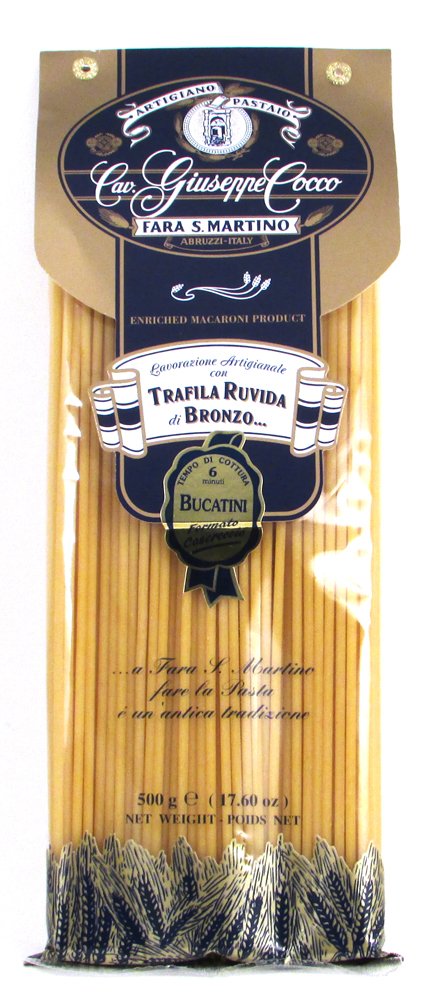 ARTIGIANO PASTAIO
Cav. Giuseppe Cocco
FARA S. MARTINO
ABRUZZI-ITALY
ENRICHED MACARONI PRODUCT
Lavorazione Artigianale
con
TRAFILA RUVIDA
di BRONZO...
TEMPO DI COTTURA
6
minuti
BUCATINI
Formato
...a Fara S. Martino
fare la Pasta
è un'antica tradizione
500 g ℮ (17.60 oz)
NET WEIGHT - POIDS NET